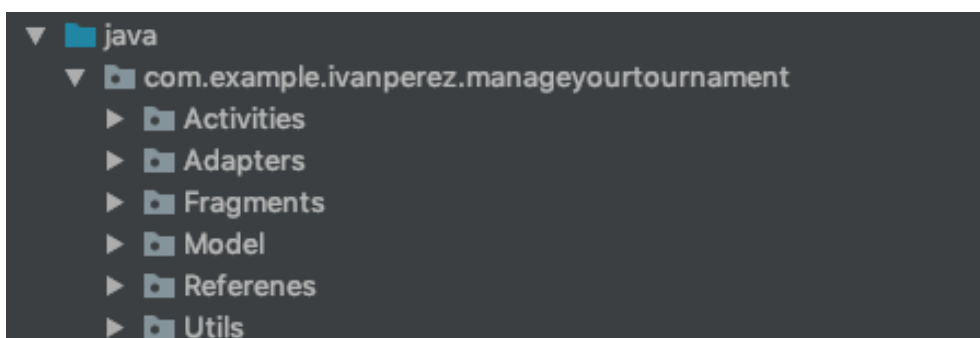 java
com.example.ivanperez.manageyourtournament
Activities
Adapters
Fragments
Model
Referenes
Utils